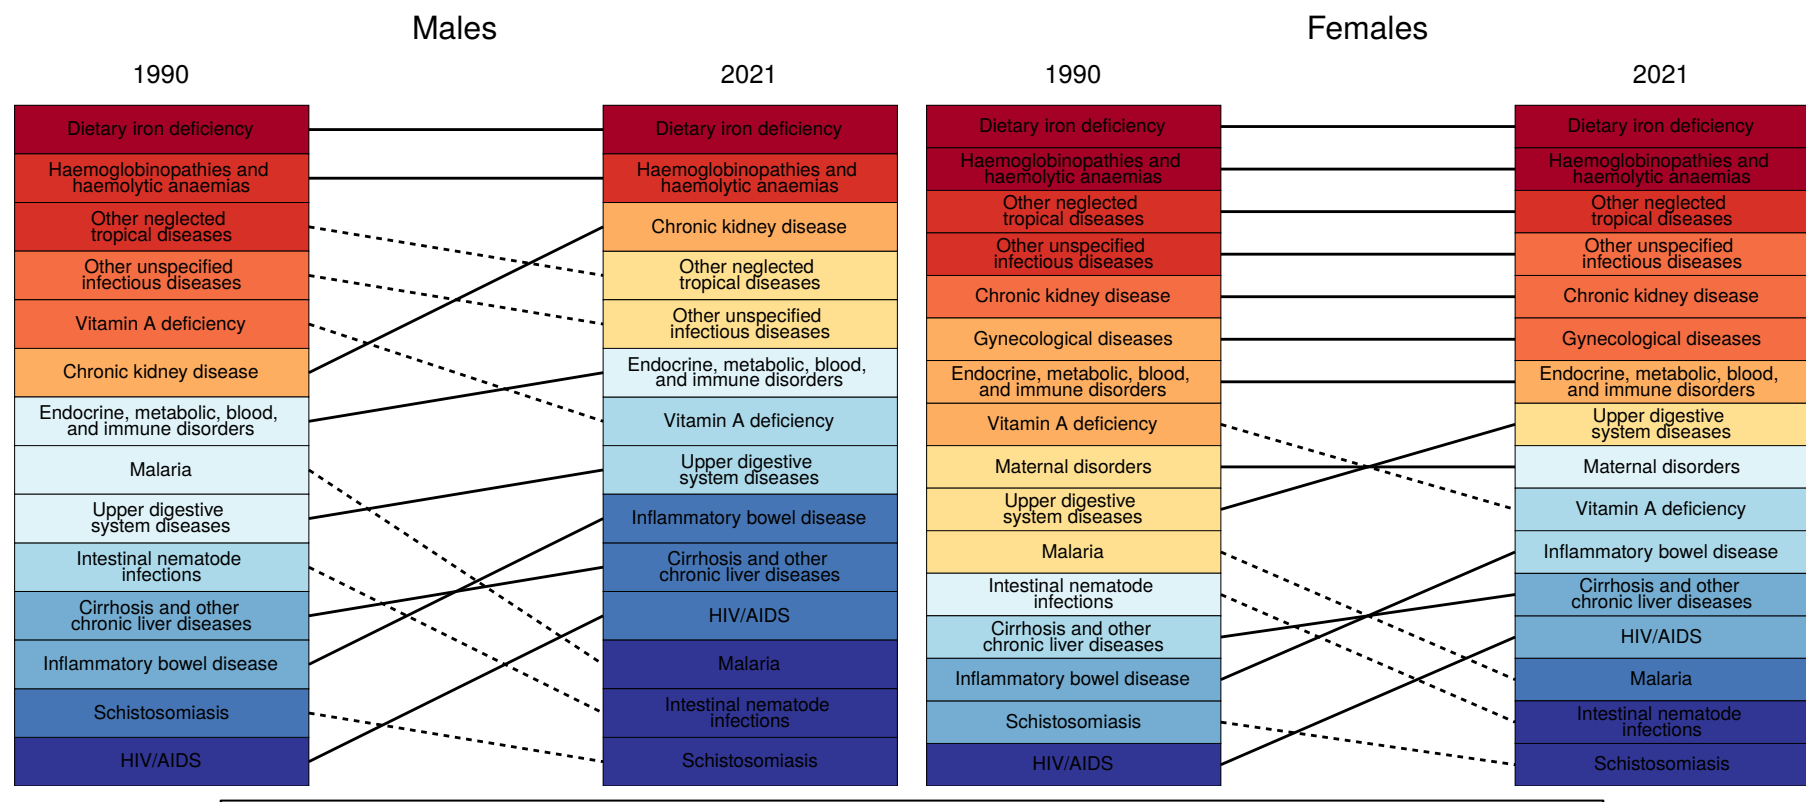 Males
1990
2021
Dietary iron deficiency
Haemoglobinopathies and
haemolytic anaemias
Other neglected
tropical diseases
Other unspecified
infectious diseases
Vitamin A deficiency
Chronic kidney disease
Endocrine, metabolic, blood,
and immune disorders
Malaria
Upper digestive
system diseases
Intestinal nematode
infections
Cirrhosis and other
chronic liver diseases
Inflammatory bowel disease
Schistosomiasis
HIV/AIDS
Dietary iron deficiency
Haemoglobinopathies and
haemolytic anaemias
Chronic kidney disease
Other neglected
tropical diseases
Other unspecified
infectious diseases
Endocrine, metabolic, blood,
and immune disorders
Vitamin A deficiency
Upper digestive
system diseases
Inflammatory bowel disease
Cirrhosis and other
chronic liver diseases
HIV/AIDS
Malaria
Intestinal nematode
infections
Schistosomiasis
Females
1990
2021
Dietary iron deficiency
Haemoglobinopathies and
haemolytic anaemias
Other neglected
tropical diseases
Other unspecified
infectious diseases
Chronic kidney disease
Gynecological diseases
Endocrine, metabolic, blood,
and immune disorders
Vitamin A deficiency
Maternal disorders
Upper digestive
system diseases
Malaria
Intestinal nematode
infections
Cirrhosis and other
chronic liver diseases
Inflammatory bowel disease
Schistosomiasis
HIV/AIDS
Dietary iron deficiency
Haemoglobinopathies and
haemolytic anaemias
Other neglected
tropical diseases
Other unspecified
infectious diseases
Chronic kidney disease
Gynecological diseases
Endocrine, metabolic, blood,
and immune disorders
Upper digestive
system diseases
Maternal disorders
Vitamin A deficiency
Inflammatory bowel disease
Cirrhosis and other
chronic liver diseases
HIV/AIDS
Malaria
Intestinal nematode
infections
Schistosomiasis